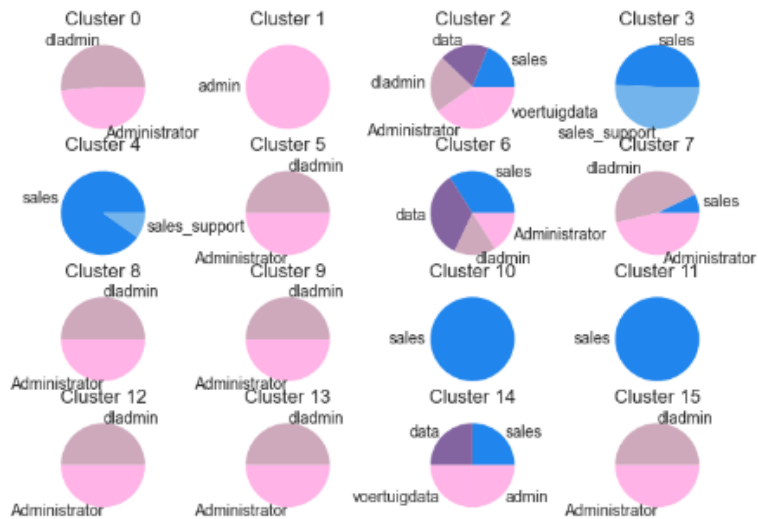 Cluster 0
dladmin
Administrator
Cluster 1
admin
Cluster 2
data
sales
dladmin
voertuigdata
Administrator
Cluster 3
sales
sales_support
Cluster 4
sales
sales_support
Cluster 5
dladmin
Administrator
Cluster 6
sales
data
Administrator
dladmin
Cluster 7
dladmin
sales
Administrator
Cluster 8
dladmin
Administrator
Cluster 9
dladmin
Administrator
Cluster 10
sales
Cluster 11
sales
Cluster 12
dladmin
Administrator
Cluster 13
dladmin
Administrator
Cluster 14
data
sales
voertuigdata
admin
Cluster 15
dladmin
Administrator